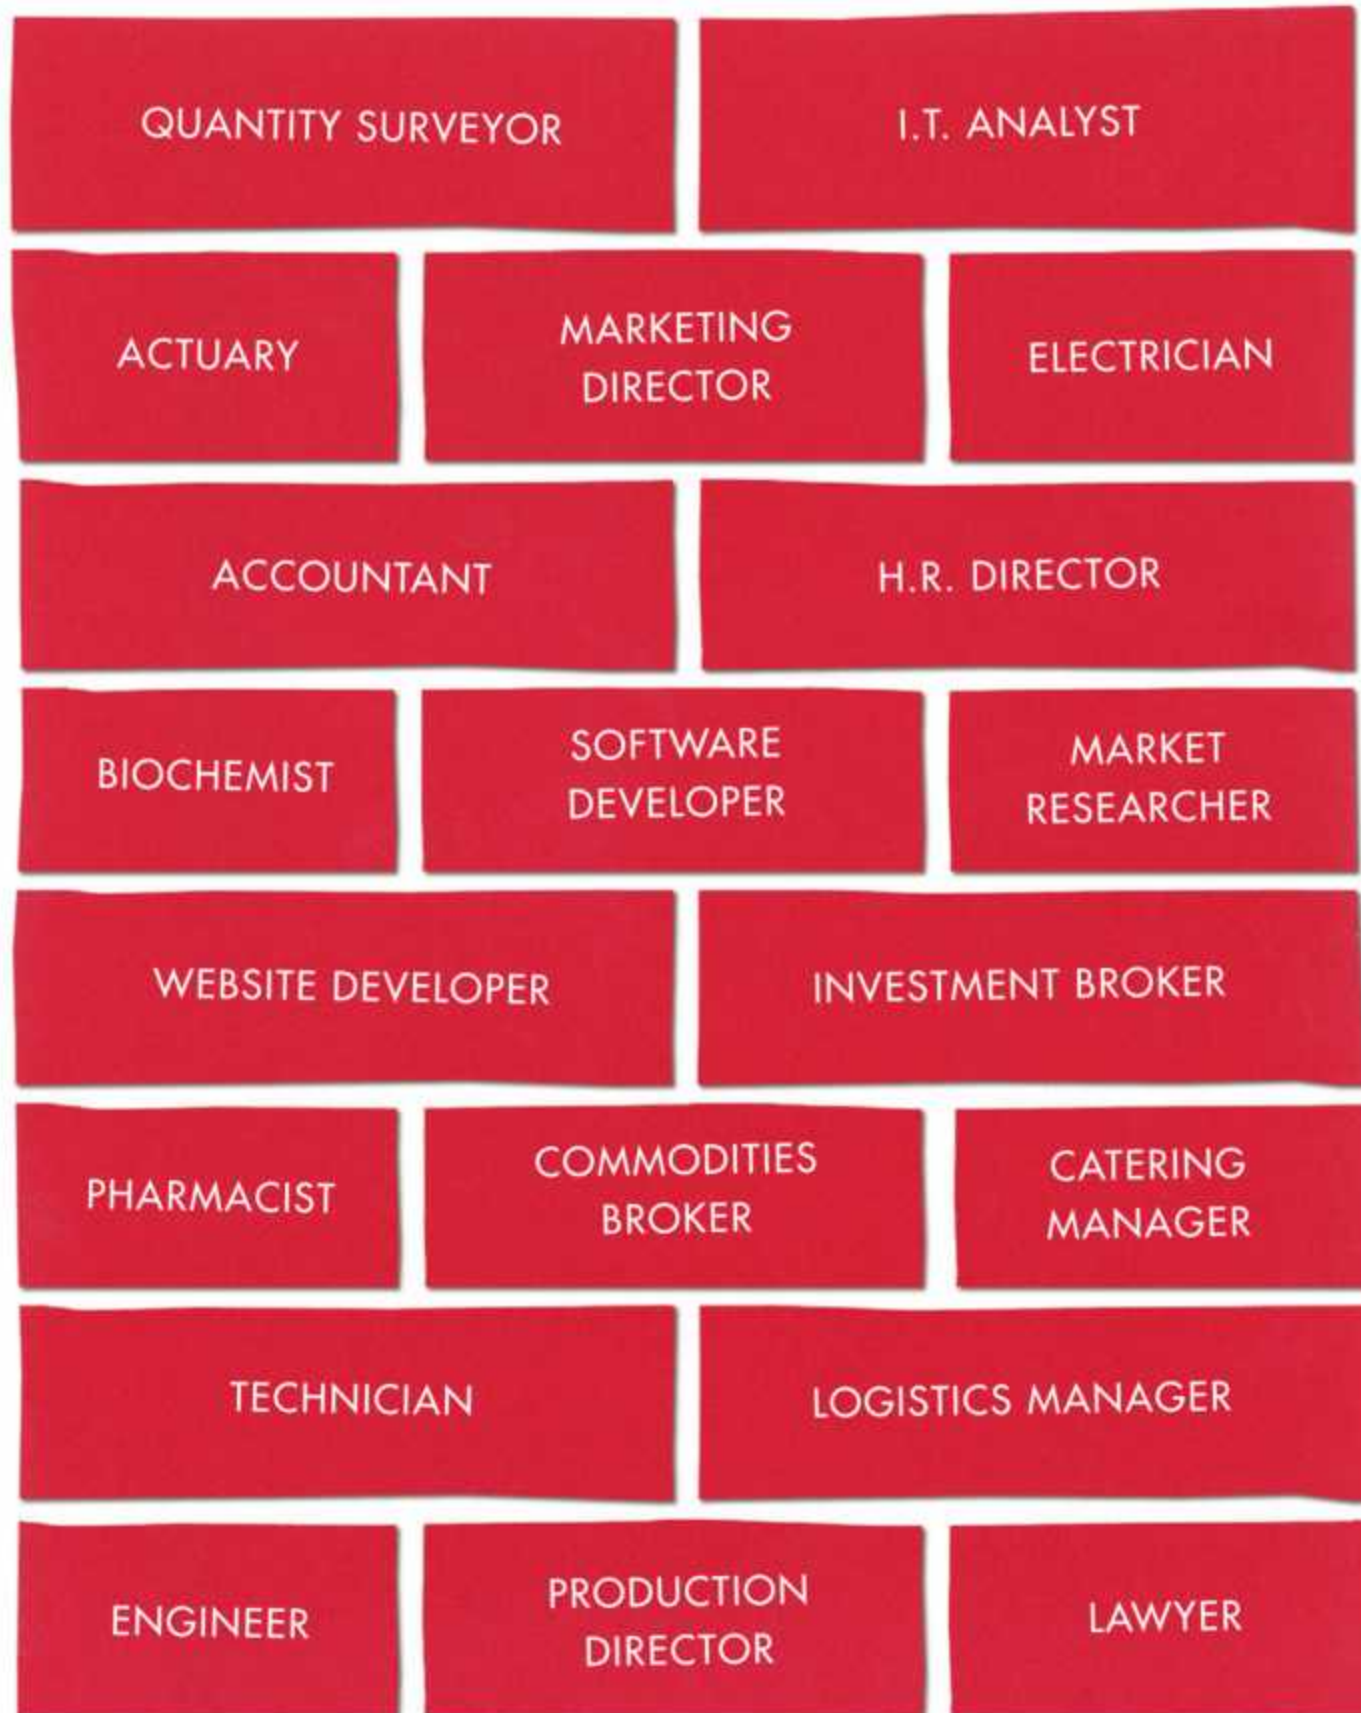 QUANTITY SURVEYOR
I.T. ANALYST
ACTUARY
MARKETING
DIRECTOR
ELECTRICIAN
ACCOUNTANT
H.R. DIRECTOR
BIOCHEMIST
SOFTWARE
DEVELOPER
MARKET
RESEARCHER
WEBSITE DEVELOPER
INVESTMENT BROKER
PHARMACIST
COMMODITIES
BROKER
CATERING
MANAGER
TECHNICIAN
LOGISTICS MANAGER
ENGINEER
PRODUCTION
DIRECTOR
LAWYER